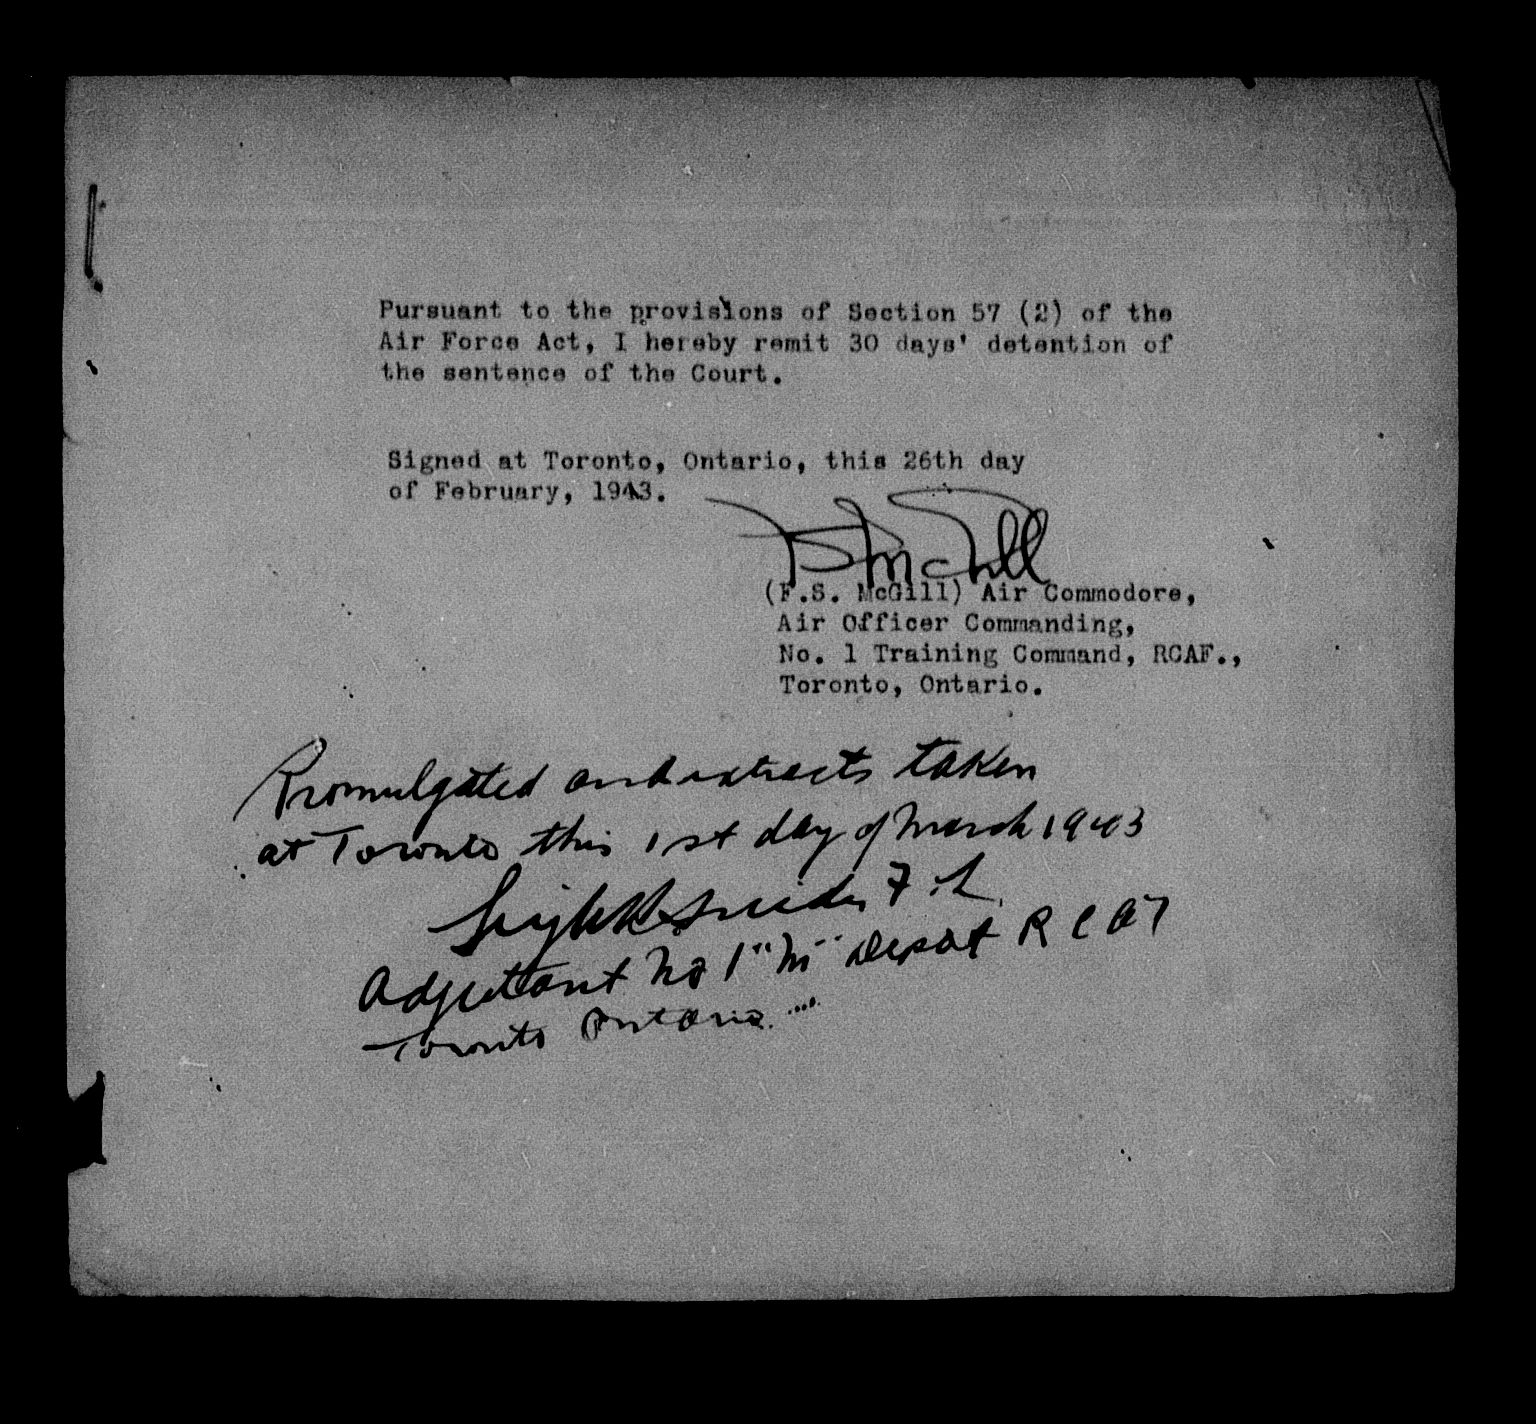 Pursuant to the provisions of Section 57 (2) of the
Air Force Act, I hereby remit 30 days' detention of
the sentence of the Court.
Signed at Toronto, Ontario, this 26th day
of February, 1943.
FS McGill
(F.S. McGill) Air Commodore,
Air Officer Commanding,
No. 1 Training Command, RCAF.,
Toronto, Ontario.
Promulgated and extracts taken
at Toronto this 1st day of March 1943
Snider F.L.
Adjutant No 1 "M" Depot R C A F
Toronto Ontario